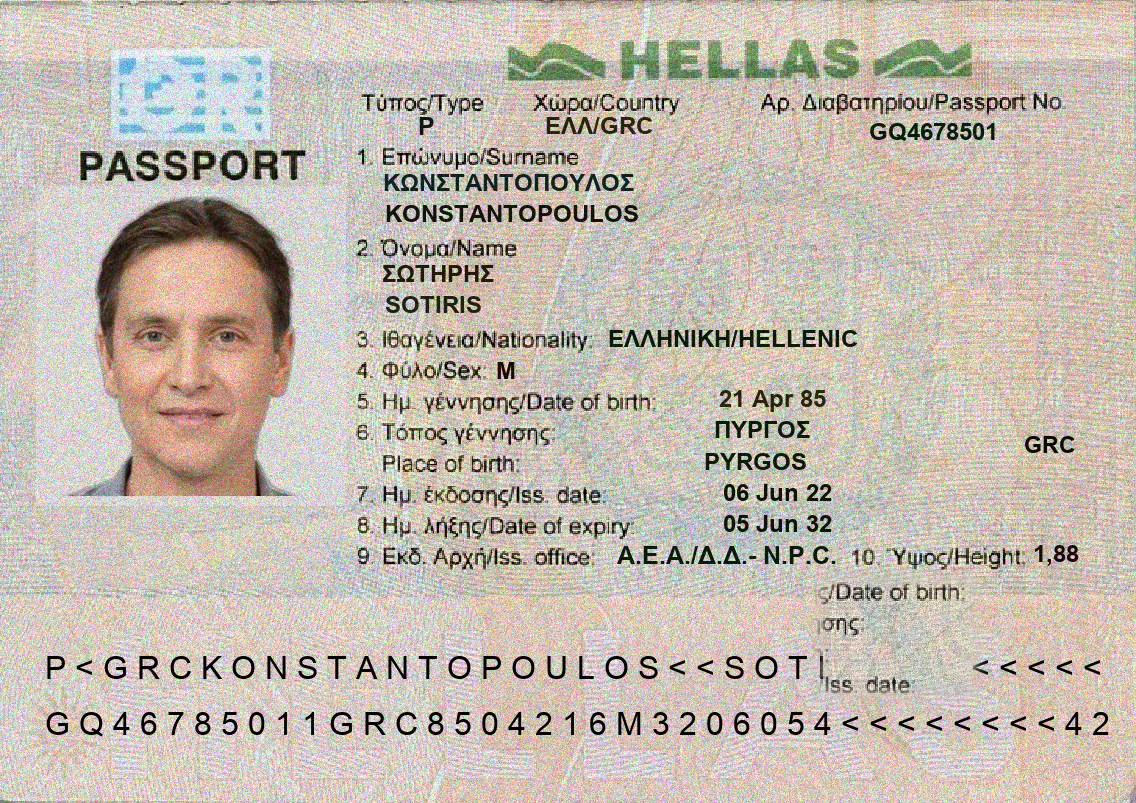 HELLAS
Τύπος/Type Χώρα/Country Αρ. Διαβατηρίου/Passport No.
P ΕΛΛ/GRC GQ4678501
PASSPORT
1. Επώνυμο/Surname
ΚΩΝΣΤΑΝΤΟΠΟΥΛΟΣ
KONSTANTOPOULOS
2. Όνομα/Name
ΣΩΤΗΡΗΣ
SOTIRIS
3. Ιθαγένεια/Nationality: ΕΛΛΗΝΙΚΗ/HELLENIC
4. Φύλο/Sex: M
5. Ημ. γέννησης/Date of birth: 21 Apr 85
6. Τόπος γέννησης: ΠΥΡΓΟΣ
GRC
Place of birth: PYRGOS
7. Ημ. έκδοσης/Iss. date: 06 Jun 22
8. Ημ. λήξης/Date of expiry: 05 Jun 32
9 Εκδ. Αρχή/Iss. office: Α.Ε.Α./Δ.Δ.- N.P.C. 10. Ύψος/Height: 1,88
ς/Date of birth:
σης:
P<GRCKONSTANTOPOULOS<<SOT <<<<<
Iss. date:
GQ46785011GRC8504216M3206054<<<<<<<<42